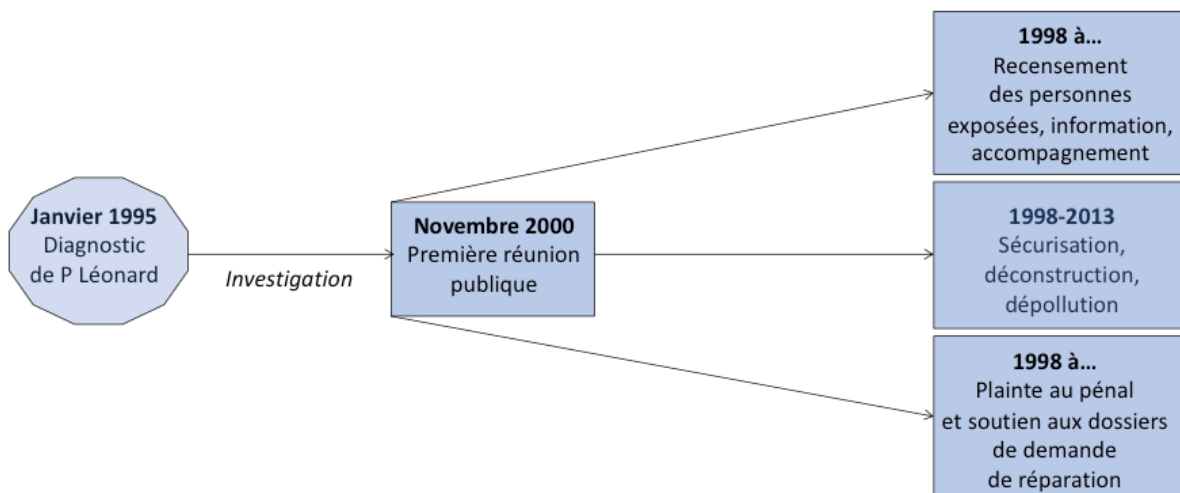 Janvier 1995
Diagnostic
de P Léonard
Investigation
Novembre 2000
Première réunion
publique
1998 à...
Recensement
des personnes
exposées, information,
accompagnement
1998-2013
Sécurisation,
déconstruction,
dépollution
1998 à...
Plainte au pénal
et soutien aux dossiers
de demande
de réparation